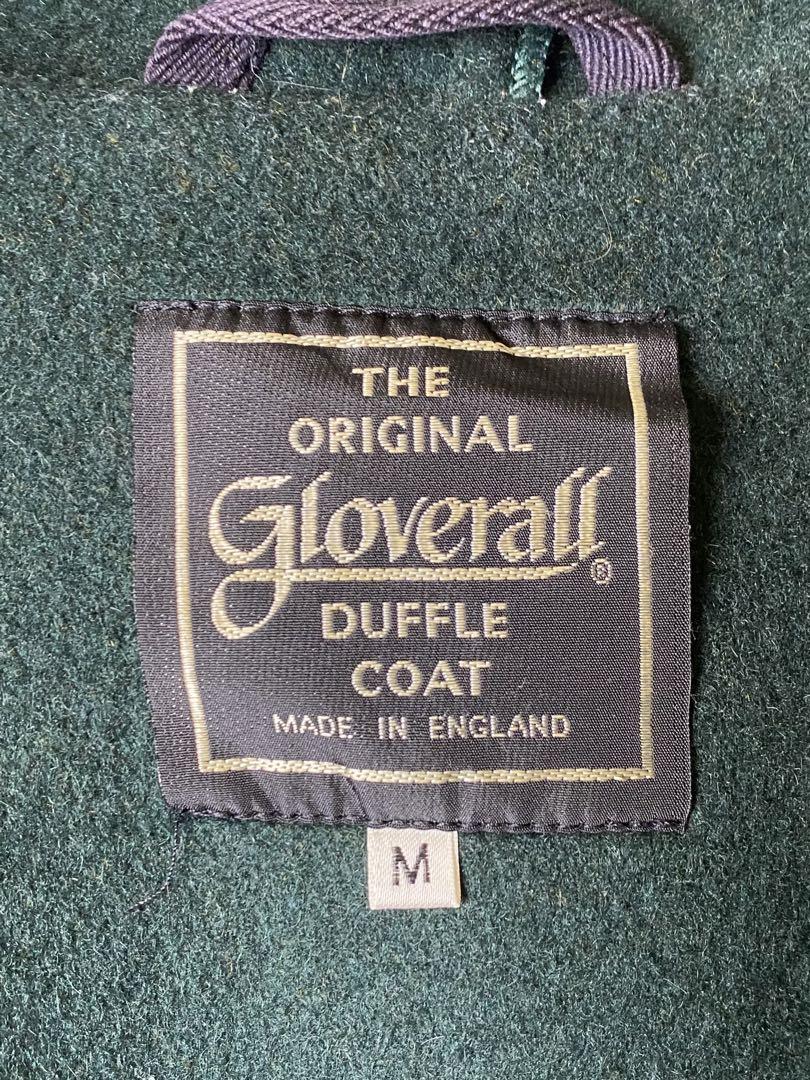 THE
ORIGINAL
Gloverall®
DUFFLE
COAT
MADE IN ENGLAND
M